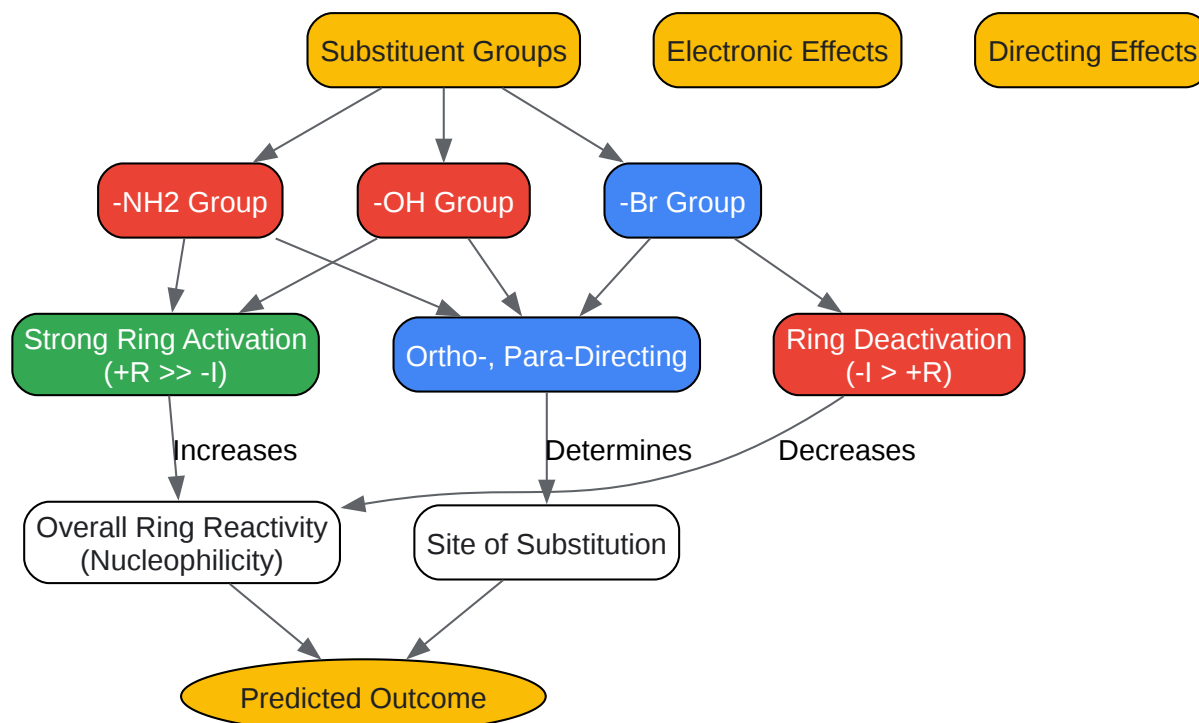 Substituent Groups
Electronic Effects
Directing Effects
-NH2 Group
-OH Group
-Br Group
Strong Ring Activation
(+R >> -I)
Ortho-, Para-Directing
Ring Deactivation
(-I > +R)
Increases
Determines
Decreases
Overall Ring Reactivity
(Nucleophilicity)
Site of Substitution
Predicted Outcome